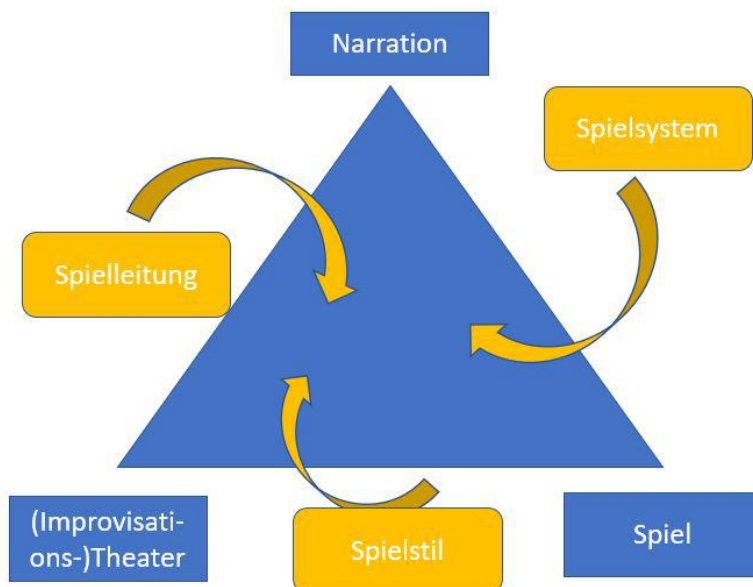 Narration
Spielsystem
Spielleitung
(Improvisati-
ons-)Theater
Spielstil
Spiel